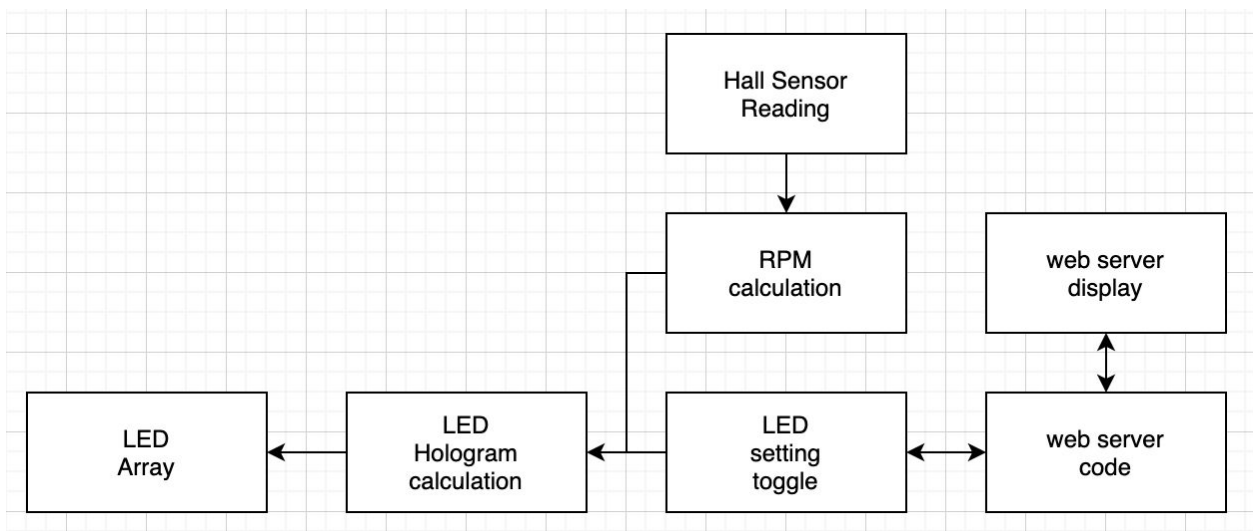 Hall Sensor
Reading
RPM
calculation
web server
display
LED
Array
LED
Hologram
calculation
LED
setting
toggle
web server
code